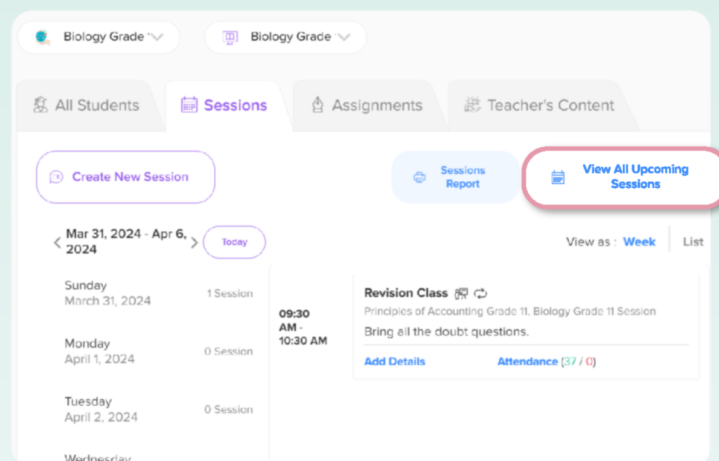 Biology Grade
Biology Grade
All Students
Sessions
Assignments
Teacher's Content
Create New Session
Sessions
Report
View All Upcoming
Sessions
Mar 31, 2024 - Apr 6,
2024
Today
View as : Week
List
Sunday
March 31, 2024
1 Session
Monday
April 1, 2024
0 Session
Tuesday
April 2, 2024
0 Session
Wednesday
09:30
AM -
10:30 AM
Revision Class
Principles of Accounting Grade 11, Biology Grade 11 Session
Bring all the doubt questions.
Add Details
Attendance (37 / 0)